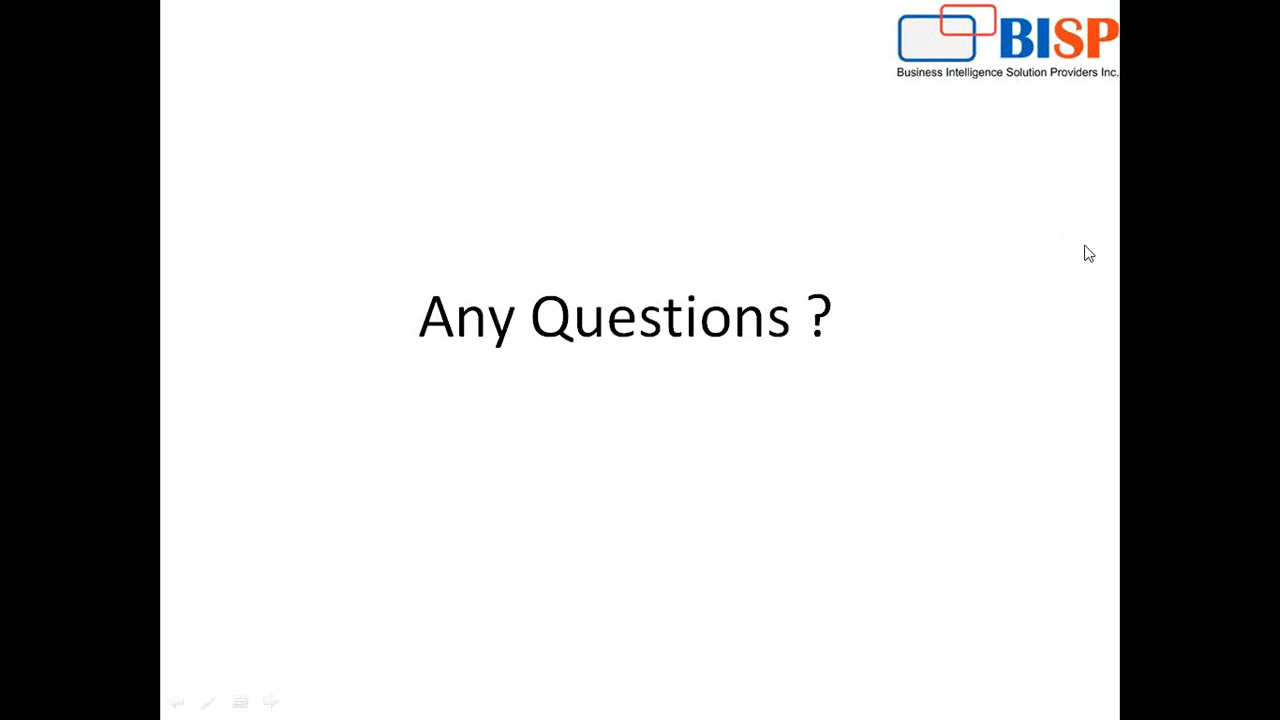 BISP
Business Intelligence Solution Providers Inc.
Any Questions ?